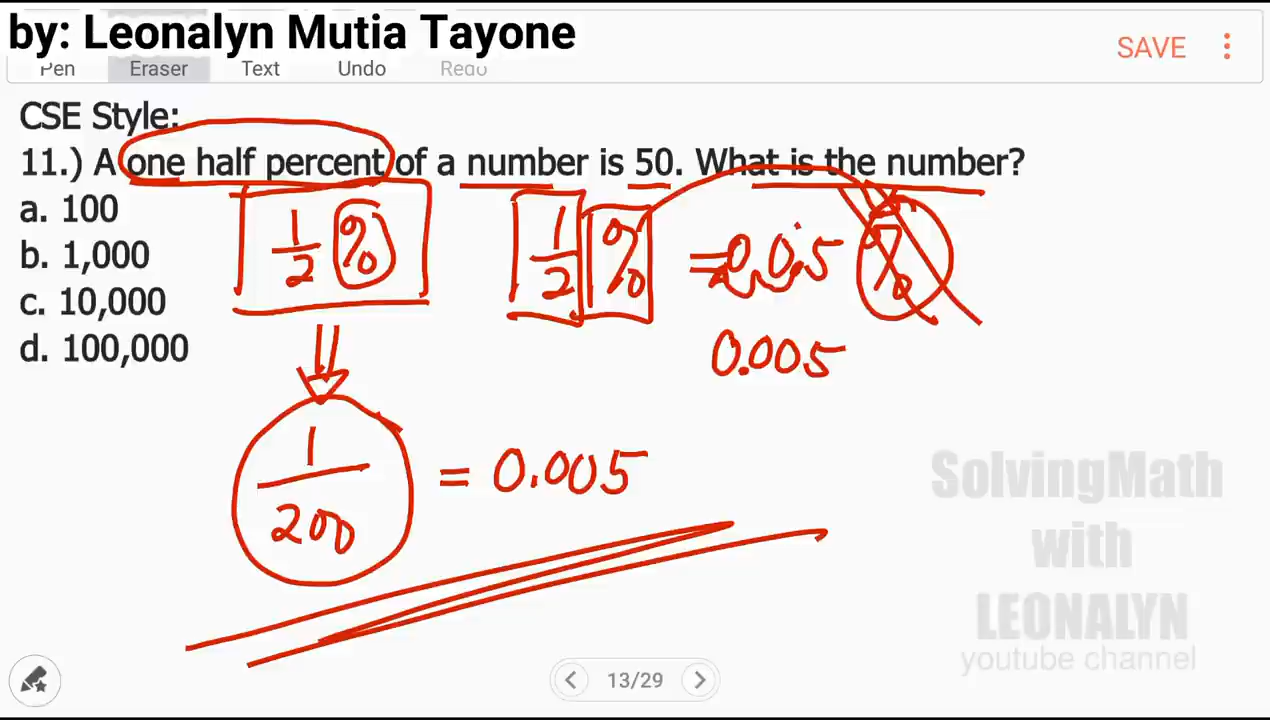 by: Leonalyn Mutia Tayone
SAVE
Pen Eraser Text Undo Redo
CSE Style:
11.) A one half percent of a number is 50. What is the number?
a. 100
b. 1,000
c. 10,000
d. 100,000
1/2 %
1/2 % = 0.0.5 %
0.005
1/200 = 0.005
SolvingMath
with
LEONALYN
youtube channel
13/29